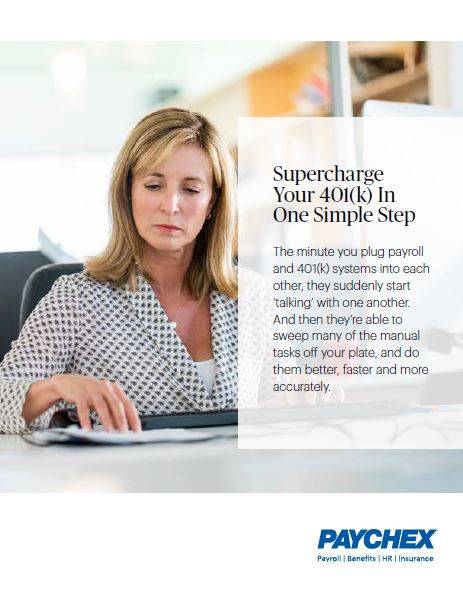 Supercharge
Your 401(k) In
One Simple Step
The minute you plug payroll
and 401(k) systems into each
other, they suddenly start
‘talking’ with one another.
And then they’re able to
sweep many of the manual
tasks off your plate, and do
them better, faster and more
accurately.
PAYCHEX
Payroll | Benefits | HR | Insurance